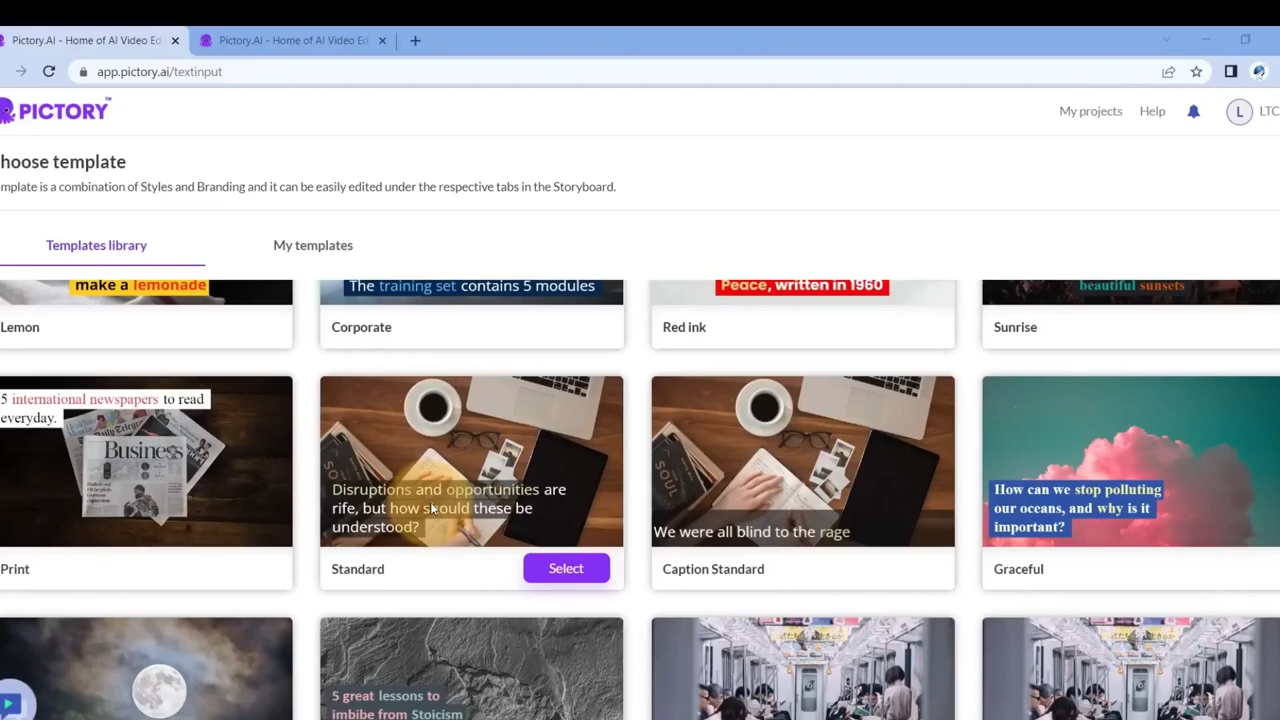 Pictory.AI - Home of AI Video Ed
Pictory.AI - Home of AI Video Ed
app.pictory.ai/textinput
PICTORY™
My projects
Help
L
LTC
hoose template
mplate is a combination of Styles and Branding and it can be easily edited under the respective tabs in the Storyboard.
Templates library
My templates
make a lemonade
The training set contains 5 modules
Peace, written in 1960
beautiful sunsets
Lemon
Corporate
Red ink
Sunrise
5 international newspapers to read
everyday.
Business
Disruptions and opportunities are
rife, but how should these be
understood?
SOUL
We were all blind to the rage
SOUL
How can we stop polluting
our oceans, and why is it
important?
Print
Standard
Select
Caption Standard
Graceful
5 great lessons to
imbibe from Stoicism